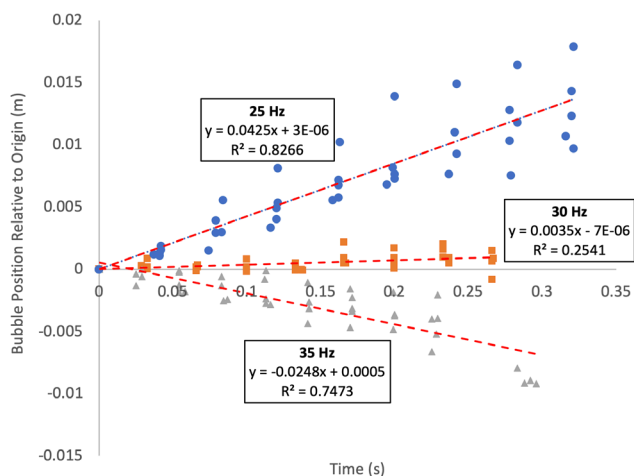 0.02
0.015
0.01
0.005
0
-0.005
-0.01
-0.015
Bubble Position Relative to Origin (m)
25 Hz
y = 0.0425x + 3E-06
R² = 0.8266
30 Hz
y = 0.0035x - 7E-06
R² = 0.2541
0 0.05 0.1 0.15 0.2 0.25 0.3 0.35
35 Hz
y = -0.0248x + 0.0005
R² = 0.7473
Time (s)